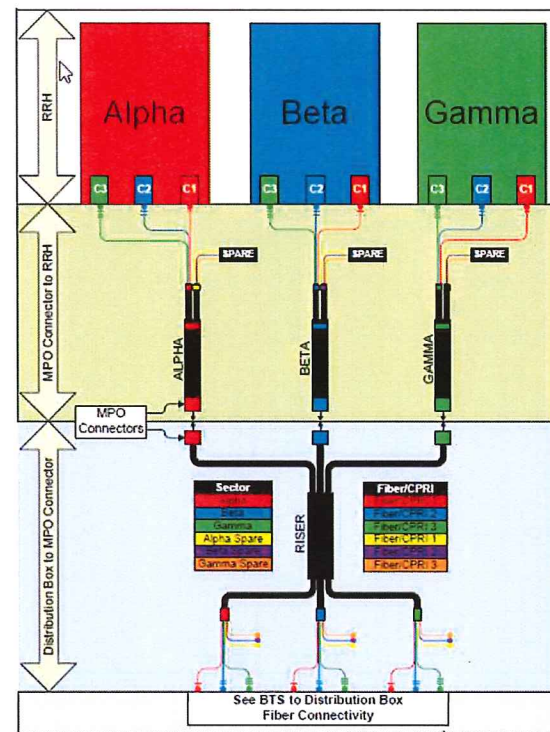 RRH
Alpha
Beta
Gamma
C3
C2
C1
C3
C2
C1
C3
C2
C1
MPO Connector to RRH
SPARE
SPARE
SPARE
ALPHA
BETA
GAMMA
MPO
Connectors
Distribution Box to MPO Connector
Sector
Alpha
Beta
Gamma
Alpha Spare
Beta Spare
Gamma Spare
RISER
Fiber/CPRI
Fiber/CPRI 1
Fiber/CPRI 2
Fiber/CPRI 3
Fiber/CPRI 1
Fiber/CPRI 2
Fiber/CPRI 3
See BTS to Distribution Box
Fiber Connectivity